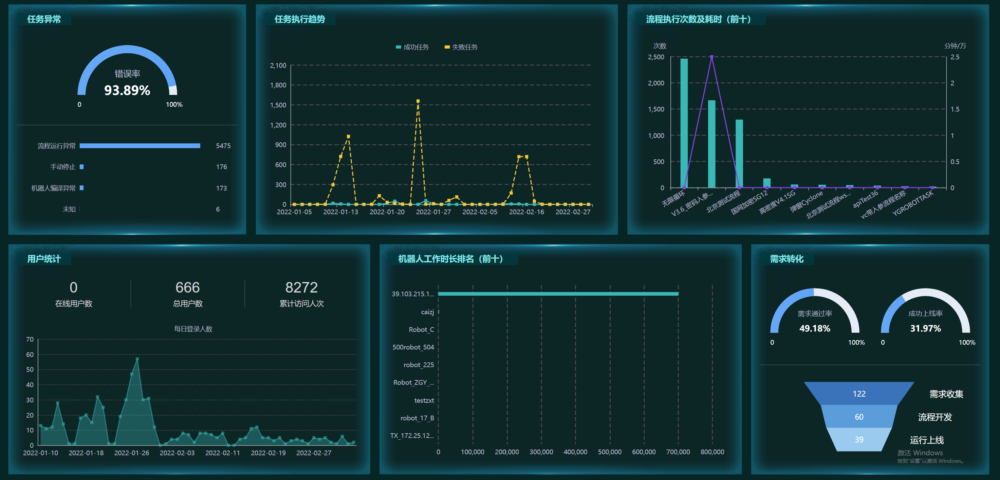 任务异常
错误率
93.89%
0
100%
流程运行异常 5475
手动停止 176
机器人编译异常 173
未知 6
任务执行趋势
成功任务 失败任务
2,100
1,800
1,500
1,200
900
600
300
0
2022-01-05 2022-01-13 2022-01-20 2022-01-27 2022-02-05 2022-02-16 2022-02-27
流程执行次数及耗时（前十）
次数 分钟/万
2,500 2.5
2,000 2
1,500 1.5
1,000 1
500 0.5
0 0
无限循环
V3.6_密码入参...
北京测试流程
国网加密SG12
高密度V4.1SG
弹窗Cyclone
北京测试流程ws...
apiTest36
vc带入参流程名称
YGROBOTTASK
用户统计
0 666 8272
在线用户数 总用户数 累计访问人次
每日登录人数
70
60
50
40
30
20
10
0
2022-01-10 2022-01-18 2022-01-26 2022-02-03 2022-02-11 2022-02-19 2022-02-27
机器人工作时长排名（前十）
39.103.215.1...
caizj
Robot_C
500robot_504
robot_225
Robot_ZGY_...
testzxt
robot_17_B
TX_172.25.12...
0 100,000 200,000 300,000 400,000 500,000 600,000 700,000 800,000
需求转化
需求通过率
49.18%
0 100%
成功上线率
31.97%
0 100%
122 需求收集
60 流程开发
39 运行上线
激活 Windows
转到"设置"以激活 Windows。